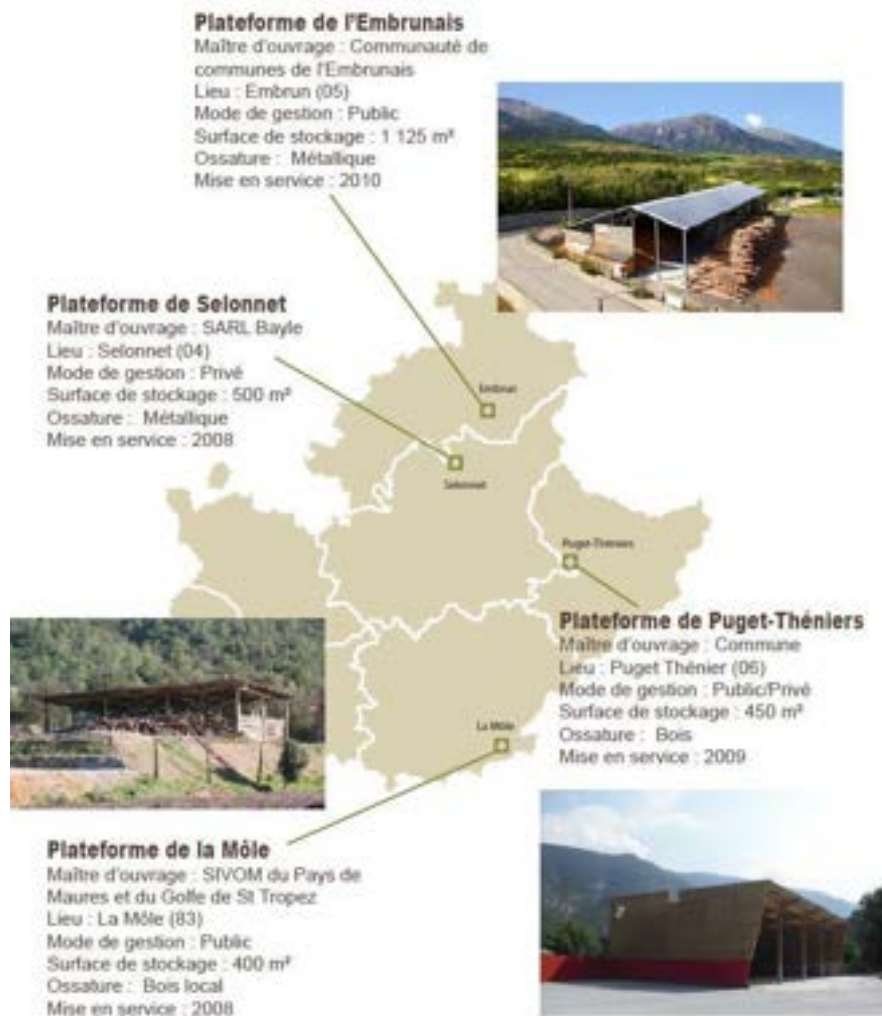 Plateforme de l'Embrunais
Maître d'ouvrage : Communauté de
communes de l'Embrunais
Lieu : Embrun (05)
Mode de gestion : Public
Surface de stockage : 1 125 m²
Ossature : Métallique
Mise en service : 2010
Plateforme de Selonnet
Maître d'ouvrage : SARL Bayle
Lieu : Selonnet (04)
Mode de gestion : Privé
Surface de stockage : 500 m²
Ossature : Métallique
Mise en service : 2008
Embrun
Selonnet
Puget-Théniers
Plateforme de Puget-Théniers
Maître d'ouvrage : Commune
Lieu : Puget Thénier (06)
Mode de gestion : Public/Privé
Surface de stockage : 450 m²
Ossature : Bois
Mise en service : 2009
La Môle
Plateforme de la Môle
Maître d'ouvrage : SIVOM du Pays de
Maures et du Golfe de St Tropez
Lieu : La Môle (83)
Mode de gestion : Public
Surface de stockage : 400 m²
Ossature : Bois local
Mise en service : 2008